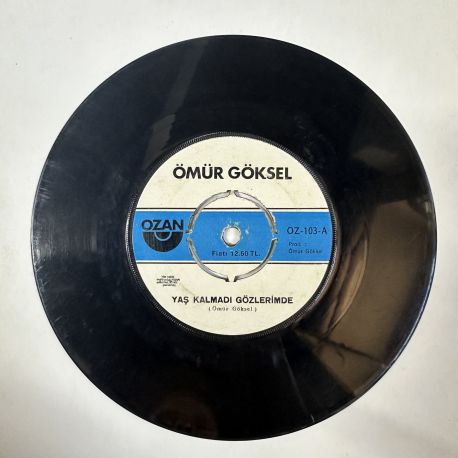 ÖMÜR GÖKSEL
OZAN
OZ-103-A
Fiatı 12.50 TL.
Prod. :
Ömür Göksel
YAŞ KALMADI GÖZLERİMDE
(Ömür Göksel)